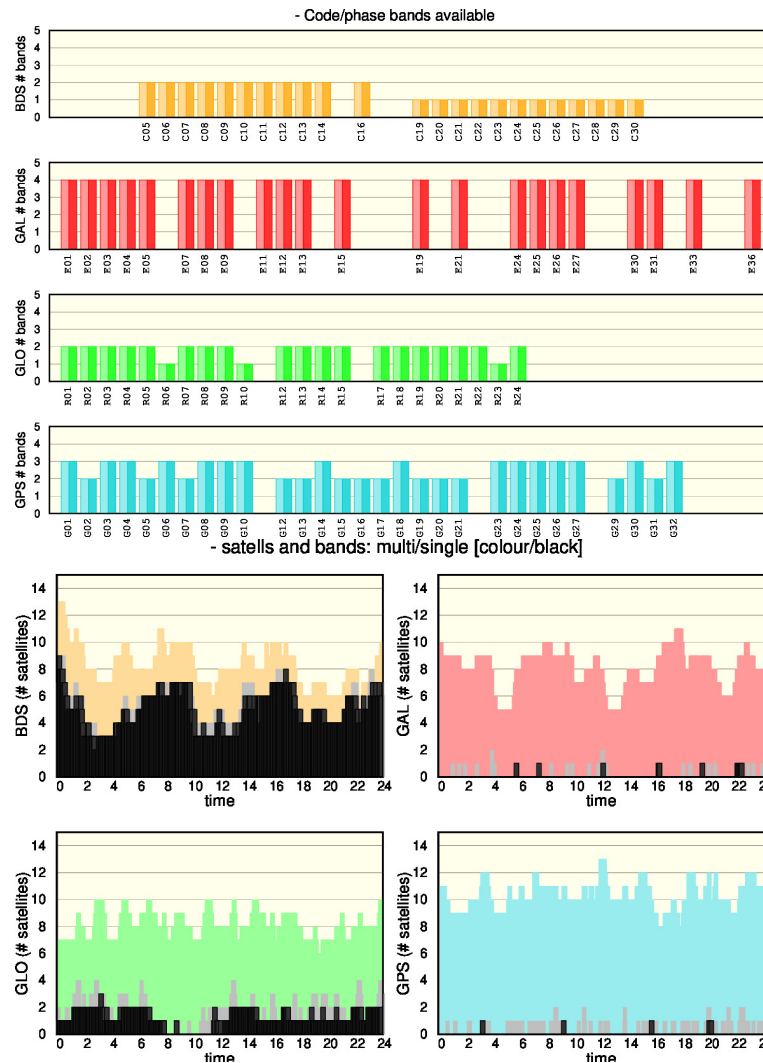 - Code/phase bands available
BDS # bands
5
4
3
2
1
0
C05 C06 C07 C08 C09 C10 C11 C12 C13 C14 C16 C19 C20 C21 C22 C23 C24 C25 C26 C27 C28 C29 C30
GAL # bands
5
4
3
2
1
0
E01 E02 E03 E04 E05 E07 E08 E09 E11 E12 E13 E15 E19 E21 E24 E25 E26 E27 E30 E31 E33 E36
GLO # bands
5
4
3
2
1
0
R01 R02 R03 R04 R05 R06 R07 R08 R09 R10 R12 R13 R14 R15 R17 R18 R19 R20 R21 R22 R23 R24
GPS # bands
5
4
3
2
1
0
G01 G02 G03 G04 G05 G06 G07 G08 G09 G10 G12 G13 G14 G15 G16 G17 G18 G19 G20 G21 G23 G24 G25 G26 G27 G29 G30 G31 G32
- satells and bands: multi/single [colour/black]
BDS (# satellites)
14
12
10
8
6
4
2
0
0 2 4 6 8 10 12 14 16 18 20 22 24
time
GAL (# satellites)
14
12
10
8
6
4
2
0
0 2 4 6 8 10 12 14 16 18 20 22 24
time
GLO (# satellites)
14
12
10
8
6
4
2
0
0 2 4 6 8 10 12 14 16 18 20 22 24
time
GPS (# satellites)
14
12
10
8
6
4
2
0
0 2 4 6 8 10 12 14 16 18 20 22 24
time